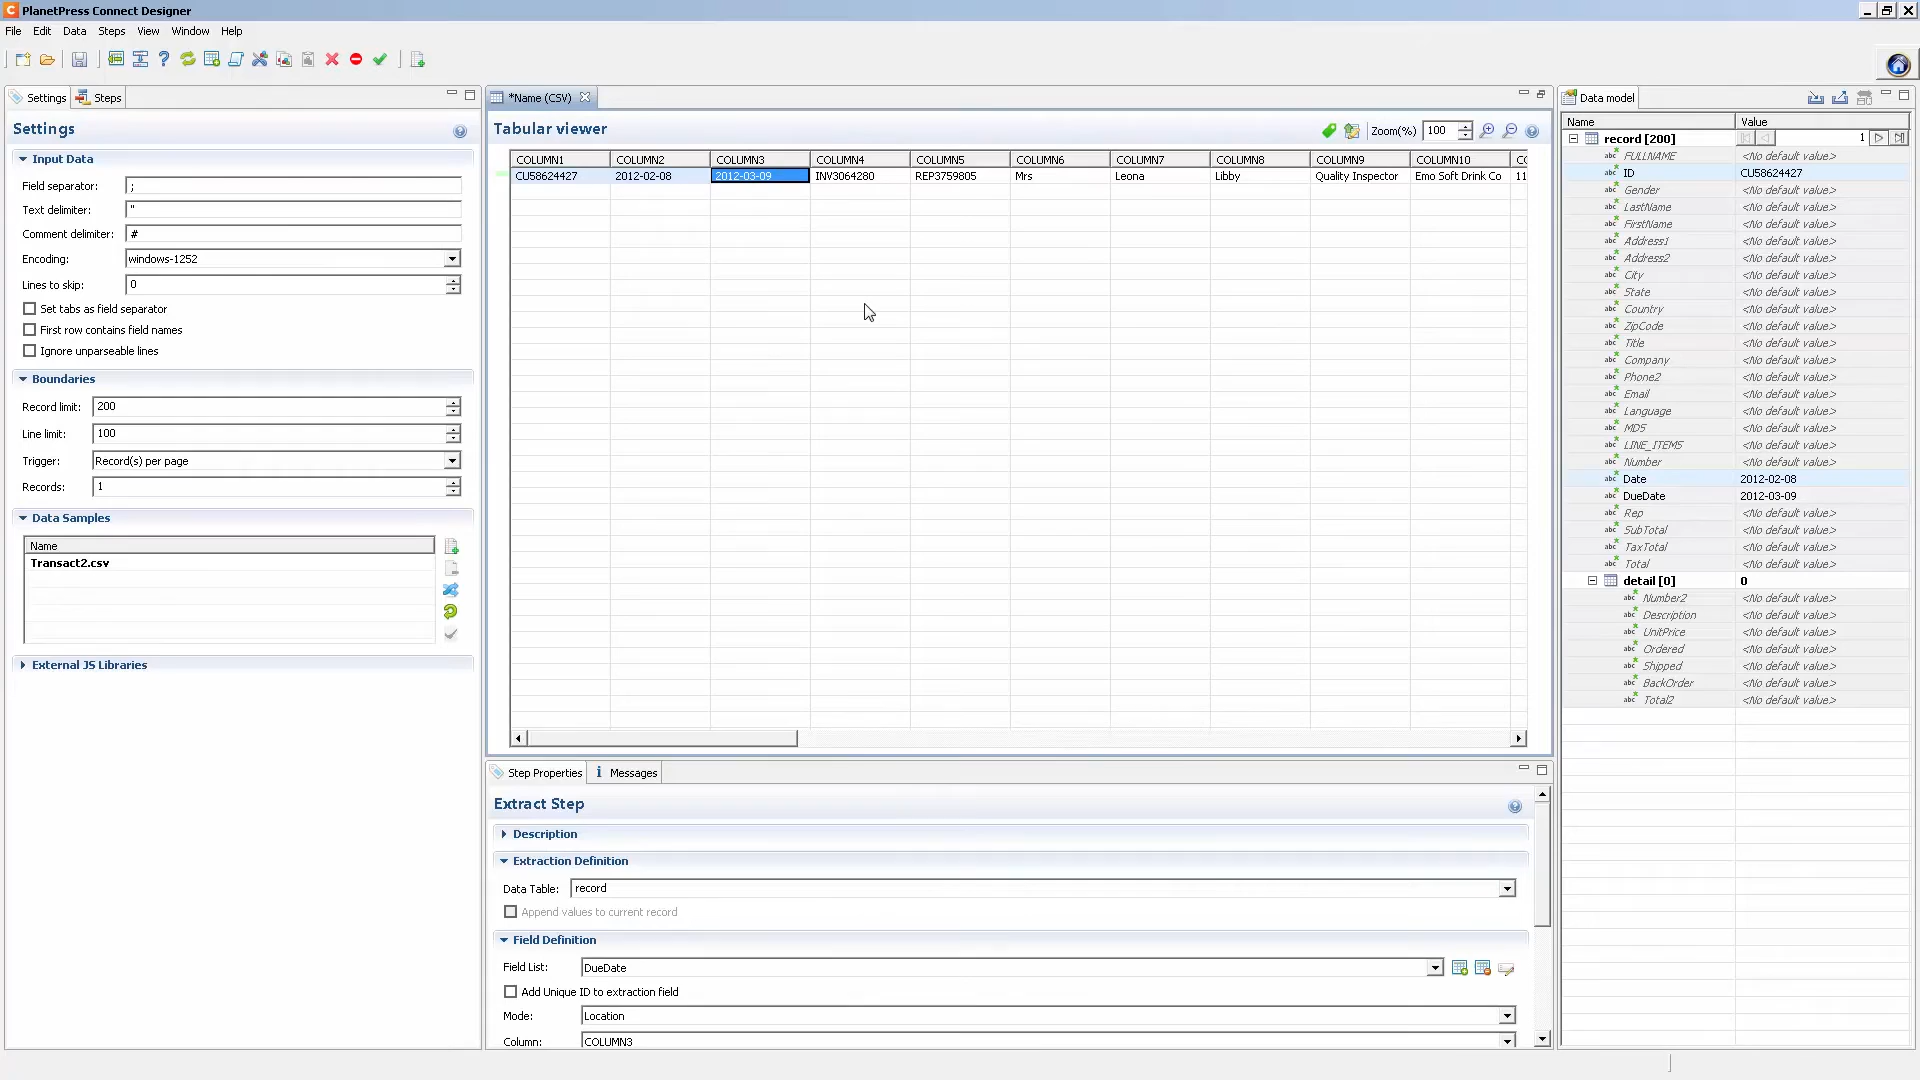 PlanetPress Connect Designer
File Edit Data Steps View Window Help
Settings Steps
Settings
Input Data
Field separator: ;
Text delimiter: "
Comment delimiter: #
Encoding: windows-1252
Lines to skip: 0
Set tabs as field separator
First row contains field names
Ignore unparseable lines
Boundaries
Record limit: 200
Line limit: 100
Trigger: Record(s) per page
Records: 1
Data Samples
Name
Transact2.csv
External JS Libraries
*Name (CSV)
Tabular viewer
Zoom(%) 100
COLUMN1 COLUMN2 COLUMN3 COLUMN4 COLUMN5 COLUMN6 COLUMN7 COLUMN8 COLUMN9 COLUMN10 CO
CU58624427 2012-02-08 2012-03-09 INV3064280 REP3759805 Mrs Leona Libby Quality Inspector Emo Soft Drink Co 11
Step Properties Messages
Extract Step
Description
Extraction Definition
Data Table: record
Append values to current record
Field Definition
Field List: DueDate
Add Unique ID to extraction field
Mode: Location
Column: COLUMN3
Data model
Name Value
record [200] 1
FULLNAME <No default value>
ID CU58624427
Gender <No default value>
LastName <No default value>
FirstName <No default value>
Address1 <No default value>
Address2 <No default value>
City <No default value>
State <No default value>
Country <No default value>
ZipCode <No default value>
Title <No default value>
Company <No default value>
Phone2 <No default value>
Email <No default value>
Language <No default value>
MD5 <No default value>
LINE_ITEMS <No default value>
Number <No default value>
Date 2012-02-08
DueDate 2012-03-09
Rep <No default value>
SubTotal <No default value>
TaxTotal <No default value>
Total <No default value>
detail [0] 0
Number2 <No default value>
Description <No default value>
UnitPrice <No default value>
Ordered <No default value>
Shipped <No default value>
BackOrder <No default value>
Total2 <No default value>